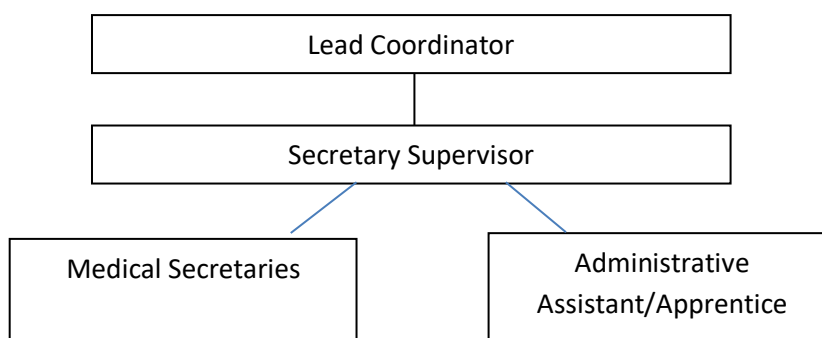 Lead Coordinator
Secretary Supervisor
Medical Secretaries
Administrative
Assistant/Apprentice